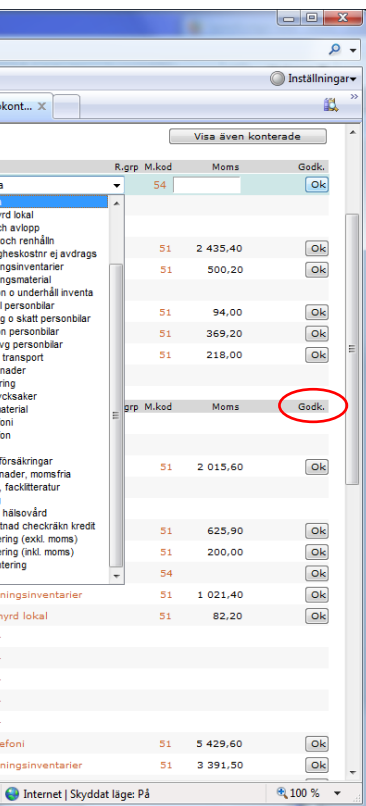 Inställningar
kont... X
Visa även konterade
R.grp M.kod Moms Godk.
a 54 Ok
yrd lokal
ch avlopp
och renhålln
gheskostnr ej avdrags
ngsinventarier 51 2 435,40 Ok
ngsmaterial 51 500,20 Ok
n o underhåll inventa
l personbilar
g o skatt personbilar 51 94,00 Ok
on personbilar 51 369,20 Ok
vg personbilar
transport 51 218,00 Ok
nader
ring
ycksaker
aterial grp M.kod Moms Godk.
oni
on
försäkringar
nader, momsfria 51 2 015,60 Ok
, facklitteratur
hälsovård
tnad checkräkn kredit 51 625,90 Ok
ering (exkl. moms)
ering (inkl. moms) 51 200,00 Ok
tering 54 Ok
ningsinventarier 51 1 021,40 Ok
hyrd lokal 51 82,20 Ok
efoni 51 5 429,60 Ok
ningsinventarier 51 3 391,50 Ok
Internet | Skyddat läge: På 100 %